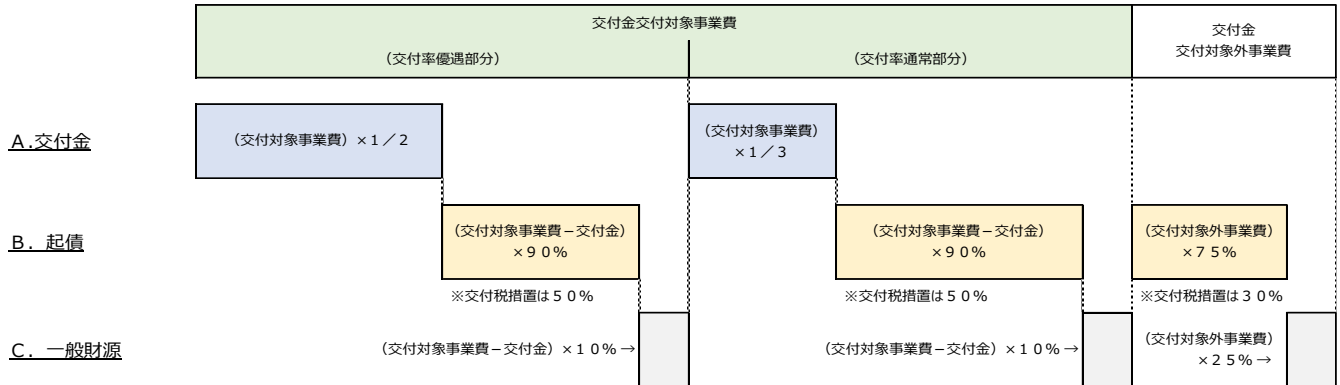 交付金交付対象事業費
（交付率優遇部分）
（交付率通常部分）
交付金
交付対象外事業費
Ａ.交付金
（交付対象事業費）×１／２
（交付対象事業費）
×１／３
Ｂ．起債
（交付対象事業費－交付金）
×９０%
（交付対象事業費－交付金）
×９０%
（交付対象外事業費）
×７５%
※交付税措置は５０%
※交付税措置は５０%
※交付税措置は３０%
Ｃ．一般財源
（交付対象事業費－交付金）×１０%→
（交付対象事業費－交付金）×１０%→
（交付対象外事業費）
×２５%→